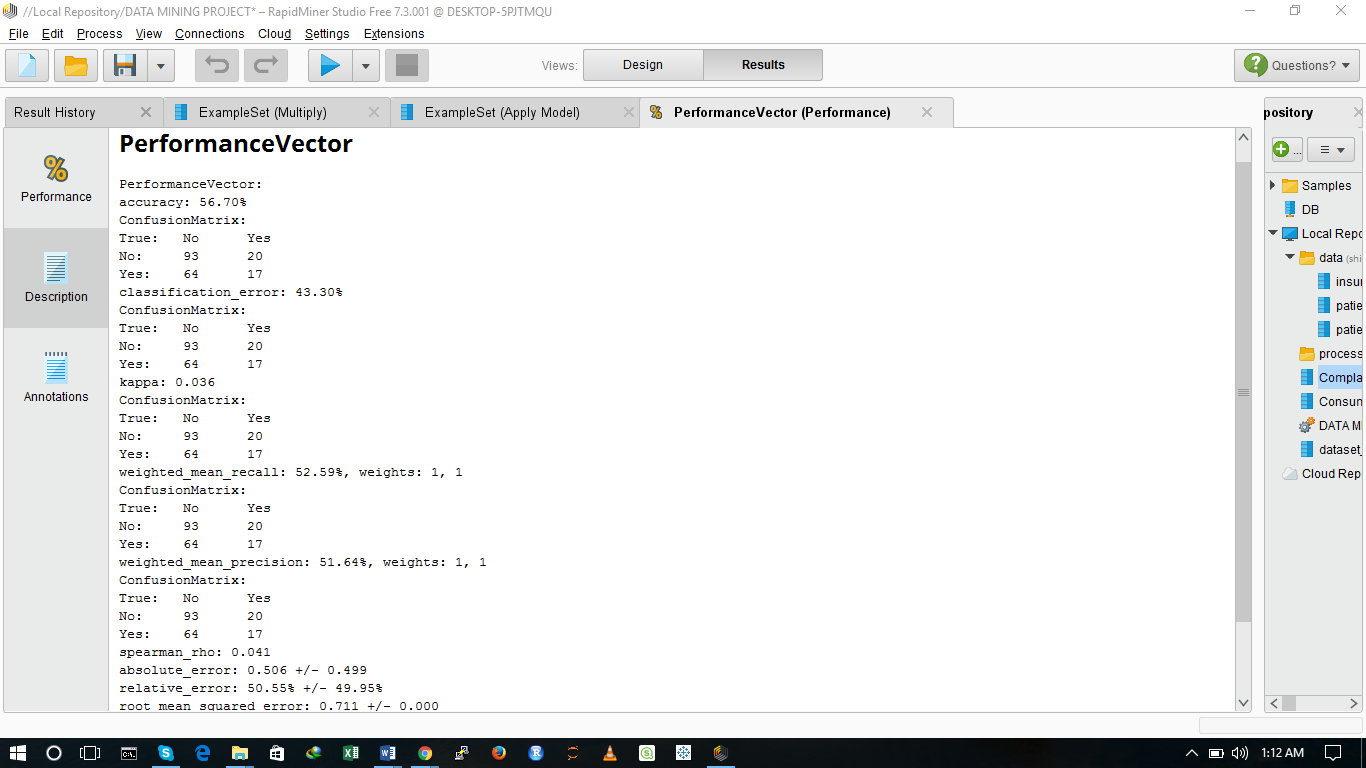 //Local Repository/DATA MINING PROJECT* – RapidMiner Studio Free 7.3.001 @ DESKTOP-5PJTMQU
File Edit Process View Connections Cloud Settings Extensions
Views: Design Results Questions?
Result History ExampleSet (Multiply) ExampleSet (Apply Model) PerformanceVector (Performance) pository
Performance
Description
Annotations
PerformanceVector
PerformanceVector:
accuracy: 56.70%
ConfusionMatrix:
True: No Yes
No: 93 20
Yes: 64 17
classification_error: 43.30%
ConfusionMatrix:
True: No Yes
No: 93 20
Yes: 64 17
kappa: 0.036
ConfusionMatrix:
True: No Yes
No: 93 20
Yes: 64 17
weighted_mean_recall: 52.59%, weights: 1, 1
ConfusionMatrix:
True: No Yes
No: 93 20
Yes: 64 17
weighted_mean_precision: 51.64%, weights: 1, 1
ConfusionMatrix:
True: No Yes
No: 93 20
Yes: 64 17
spearman_rho: 0.041
absolute_error: 0.506 +/- 0.499
relative_error: 50.55% +/- 49.95%
root_mean_squared_error: 0.711 +/- 0.000
...
Samples
DB
Local Repo
data (shi
insu
patie
patie
process
Compla
Consun
DATA M
dataset_
Cloud Rep
1:12 AM